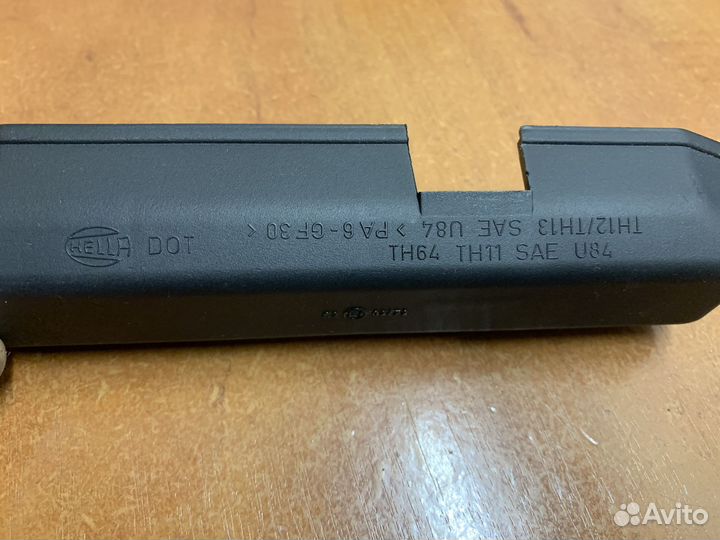 TH12/TH13 SAE U84 >PA6-GF30<
HELLA DOT
TH64 TH11 SAE U84
Avito